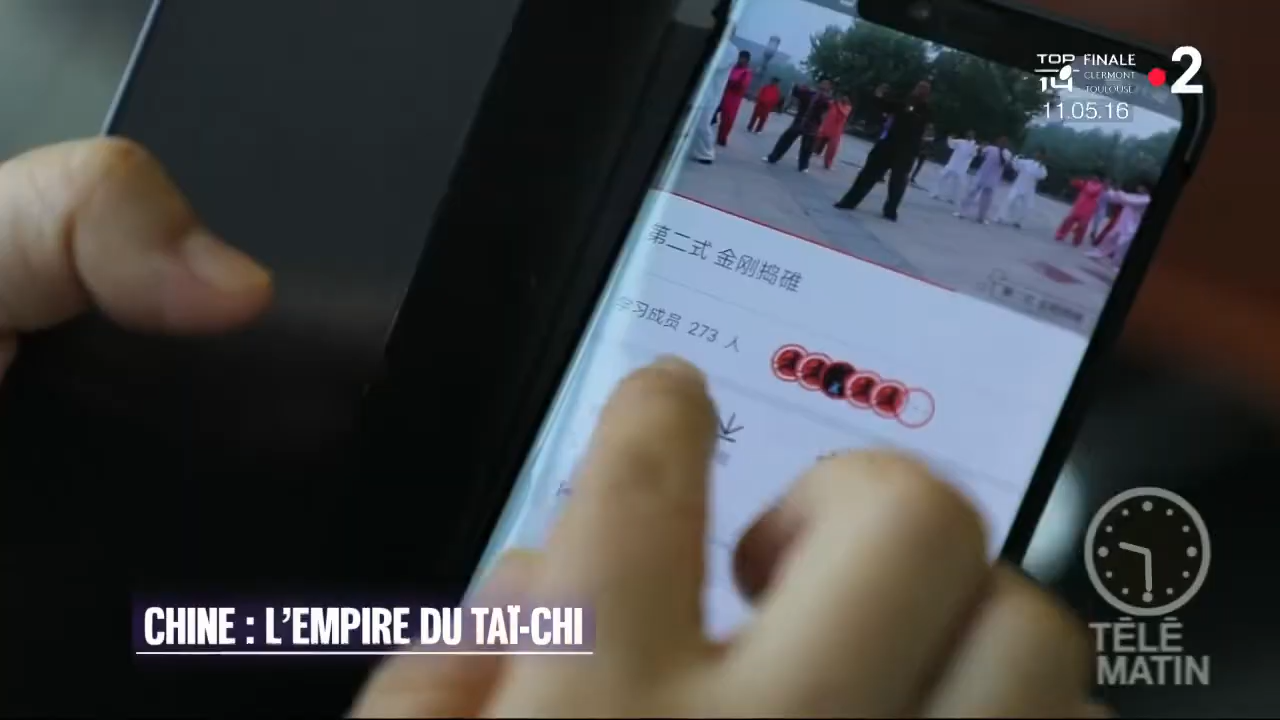 TOP 14 FINALE
CLERMONT
TOULOUSE
11.05.16
2
第二式 金刚捣碓
学习成员 273 人
CHINE : L'EMPIRE DU TAÏ-CHI
TÉLÉ
MATIN